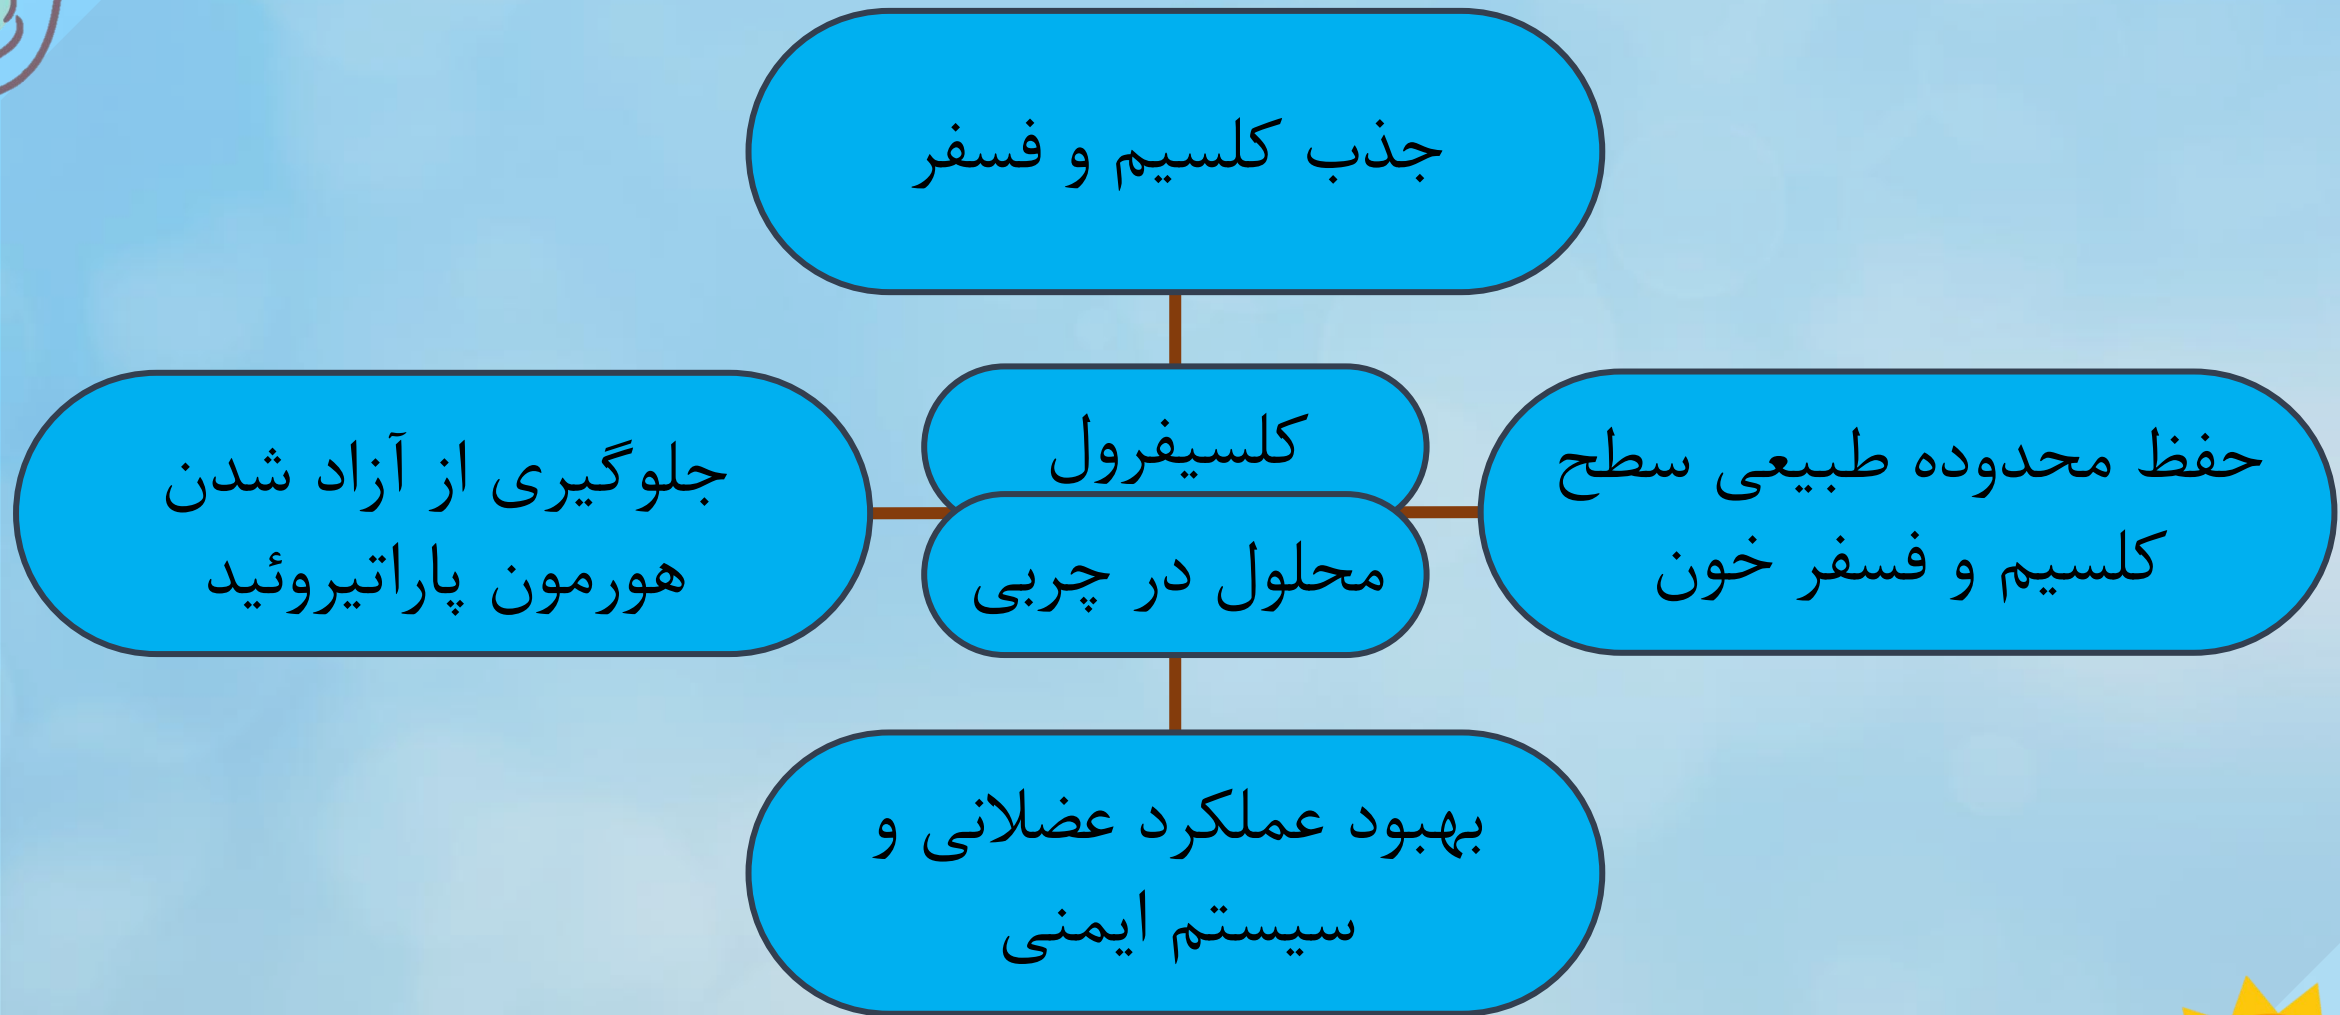 جذب کلسیم و فسفر
کلسیفرول
محلول در چربی
حفظ محدوده طبیعی سطح
کلسیم و فسفر خون
جلوگیری از آزاد شدن
هورمون پاراتیروئید
بهبود عملکرد عضلانی و
سیستم ایمنی